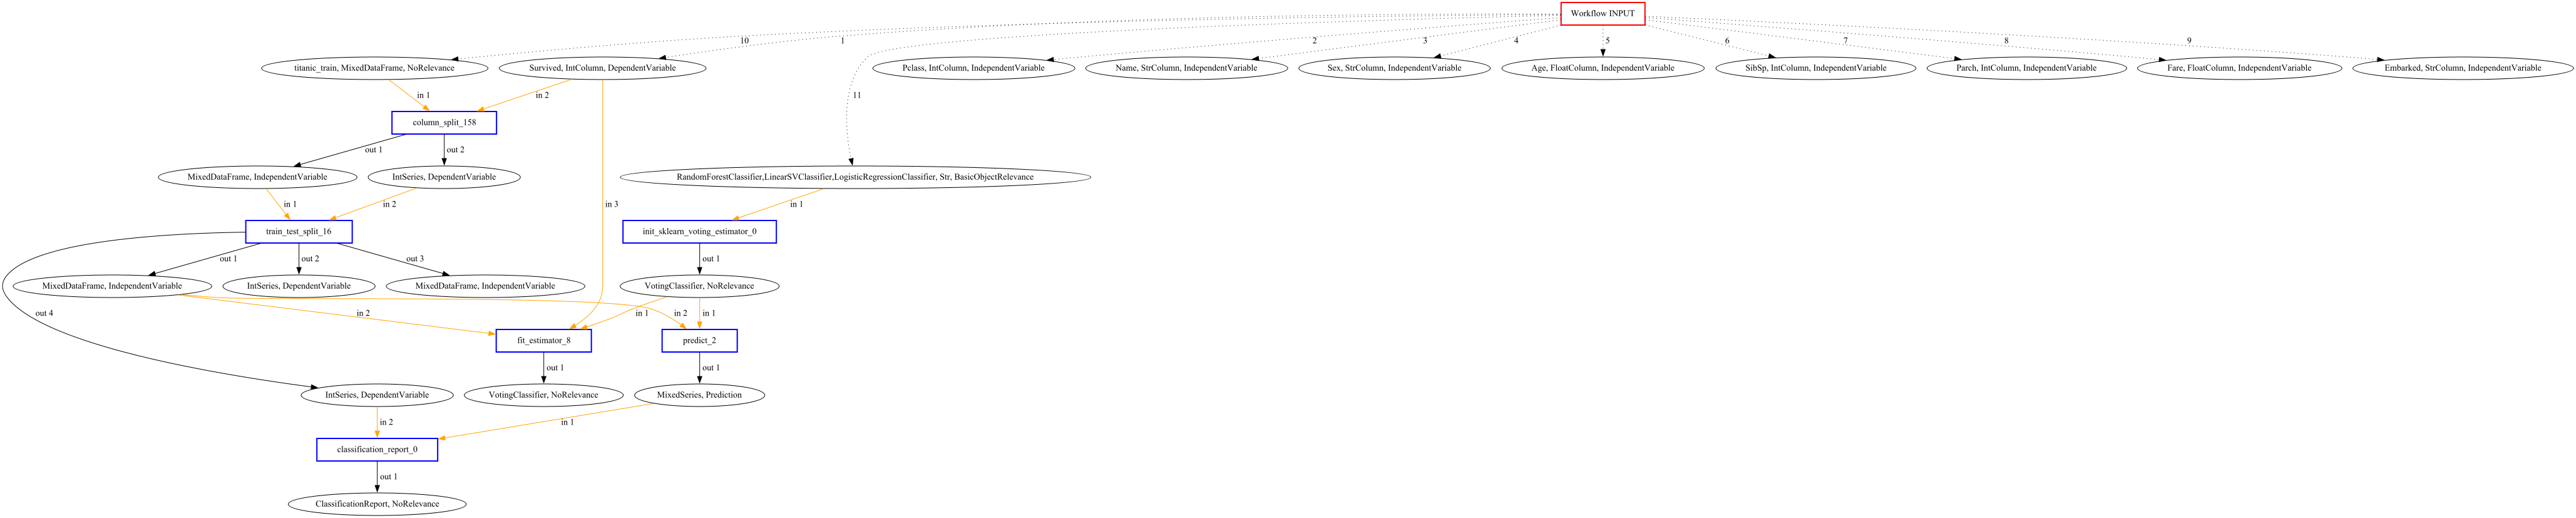 Workflow INPUT
10
1
11
2
3
4
5
6
7
8
9
titanic_train, MixedDataFrame, NoRelevance
Survived, IntColumn, DependentVariable
Pclass, IntColumn, IndependentVariable
Name, StrColumn, IndependentVariable
Sex, StrColumn, IndependentVariable
Age, FloatColumn, IndependentVariable
SibSp, IntColumn, IndependentVariable
Parch, IntColumn, IndependentVariable
Fare, FloatColumn, IndependentVariable
Embarked, StrColumn, IndependentVariable
in 1
in 2
column_split_158
out 1
out 2
MixedDataFrame, IndependentVariable
IntSeries, DependentVariable
RandomForestClassifier,LinearSVClassifier,LogisticRegressionClassifier, Str, BasicObjectRelevance
in 1
in 2
in 3
in 1
train_test_split_16
init_sklearn_voting_estimator_0
out 1
out 2
out 3
out 1
MixedDataFrame, IndependentVariable
IntSeries, DependentVariable
MixedDataFrame, IndependentVariable
VotingClassifier, NoRelevance
out 4
in 2
in 1
in 2
in 1
fit_estimator_8
predict_2
out 1
out 1
IntSeries, DependentVariable
VotingClassifier, NoRelevance
MixedSeries, Prediction
in 2
in 1
classification_report_0
out 1
ClassificationReport, NoRelevance